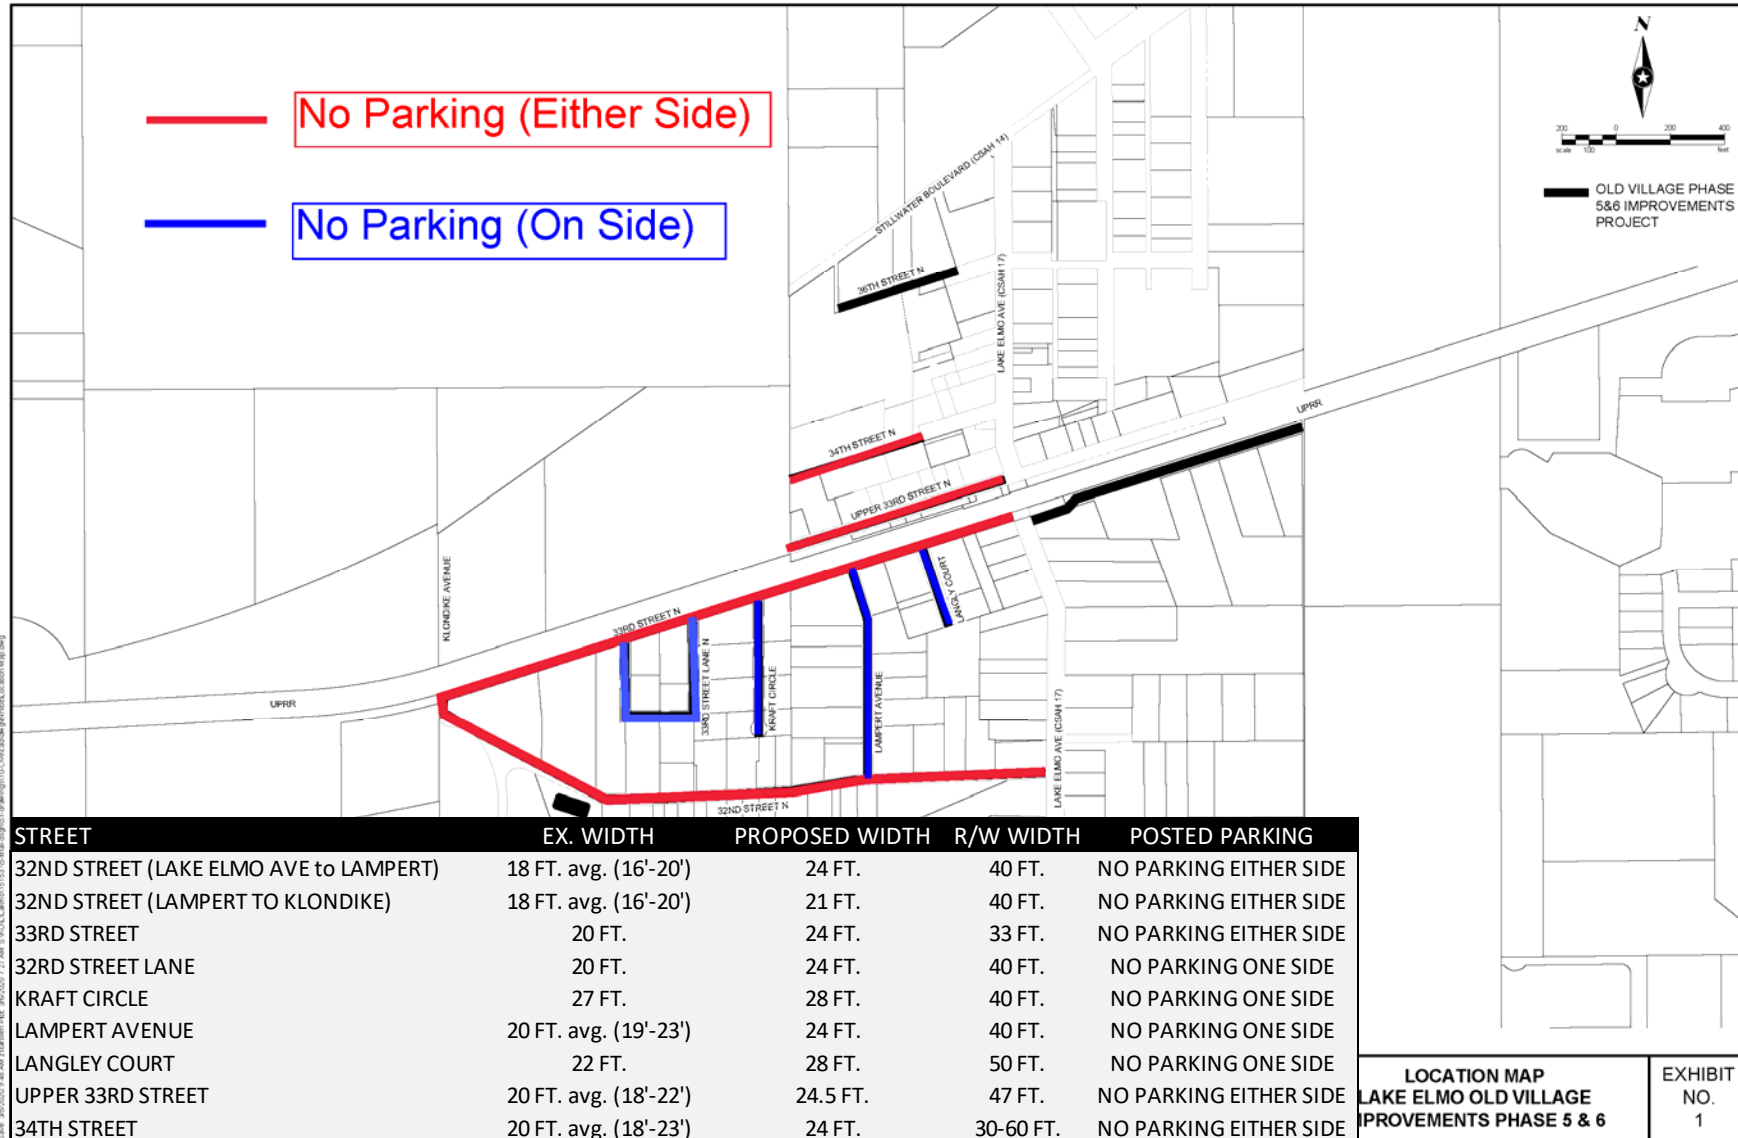 No Parking (Either Side)
No Parking (On Side)
N
200 0 200 400
scale 100 feet
OLD VILLAGE PHASE
5&6 IMPROVEMENTS
PROJECT
STILLWATER BOULEVARD (CSAH 14)
36TH STREET N
LAKE ELMO AVE (CSAH 17)
UPRR
34TH STREET N
UPPER 33RD STREET N
KLONDIKE AVENUE
LANGLY COURT
33RD STREET N
33RD STREET LANE N
KRAFT CIRCLE
LAMPERT AVENUE
LAKE ELMO AVE (CSAH 17)
UPRR
32ND STREET N
STREET EX. WIDTH PROPOSED WIDTH R/W WIDTH POSTED PARKING
32ND STREET (LAKE ELMO AVE to LAMPERT) 18 FT. avg. (16'-20') 24 FT. 40 FT. NO PARKING EITHER SIDE
32ND STREET (LAMPERT TO KLONDIKE) 18 FT. avg. (16'-20') 21 FT. 40 FT. NO PARKING EITHER SIDE
33RD STREET 20 FT. 24 FT. 33 FT. NO PARKING EITHER SIDE
32RD STREET LANE 20 FT. 24 FT. 40 FT. NO PARKING ONE SIDE
KRAFT CIRCLE 27 FT. 28 FT. 40 FT. NO PARKING ONE SIDE
LAMPERT AVENUE 20 FT. avg. (19'-23') 24 FT. 40 FT. NO PARKING ONE SIDE
LANGLEY COURT 22 FT. 28 FT. 50 FT. NO PARKING ONE SIDE
UPPER 33RD STREET 20 FT. avg. (18'-22') 24.5 FT. 47 FT. NO PARKING EITHER SIDE
34TH STREET 20 FT. avg. (18'-23') 24 FT. 30-60 FT. NO PARKING EITHER SIDE
LOCATION MAP
LAKE ELMO OLD VILLAGE
IPROVEMENTS PHASE 5 & 6
EXHIBIT
NO.
1